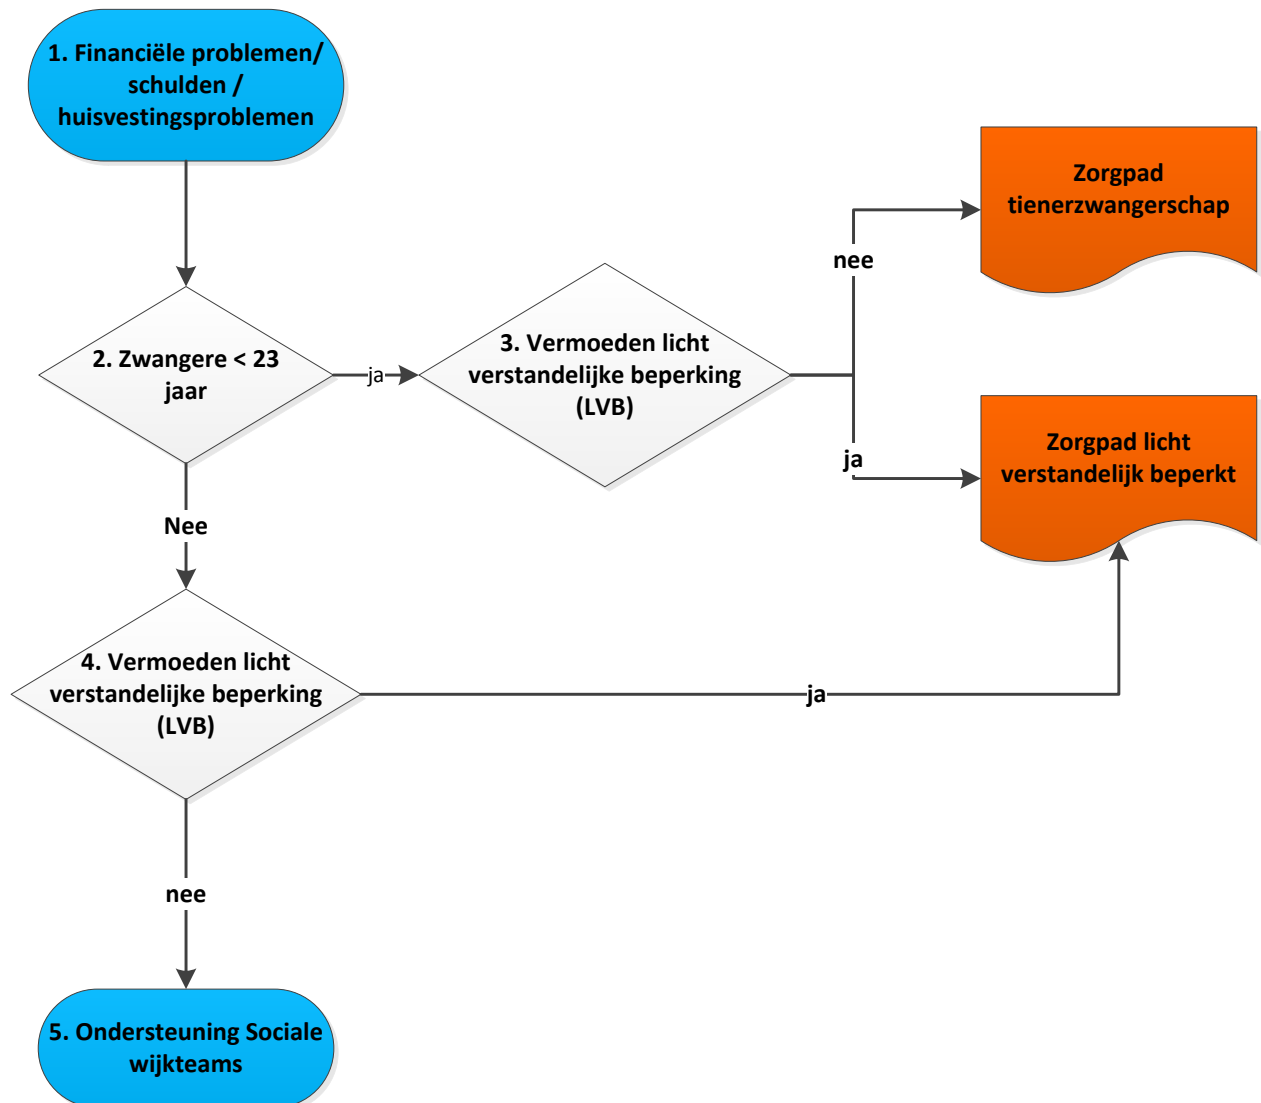 1. Financiële problemen/
schulden /
huisvestingsproblemen
Zorgpad
tienerzwangerschap
nee
2. Zwangere < 23
jaar
ja
3. Vermoeden licht
verstandelijke beperking
(LVB)
ja
Zorgpad licht
verstandelijk beperkt
Nee
4. Vermoeden licht
verstandelijke beperking
(LVB)
ja
nee
5. Ondersteuning Sociale
wijkteams